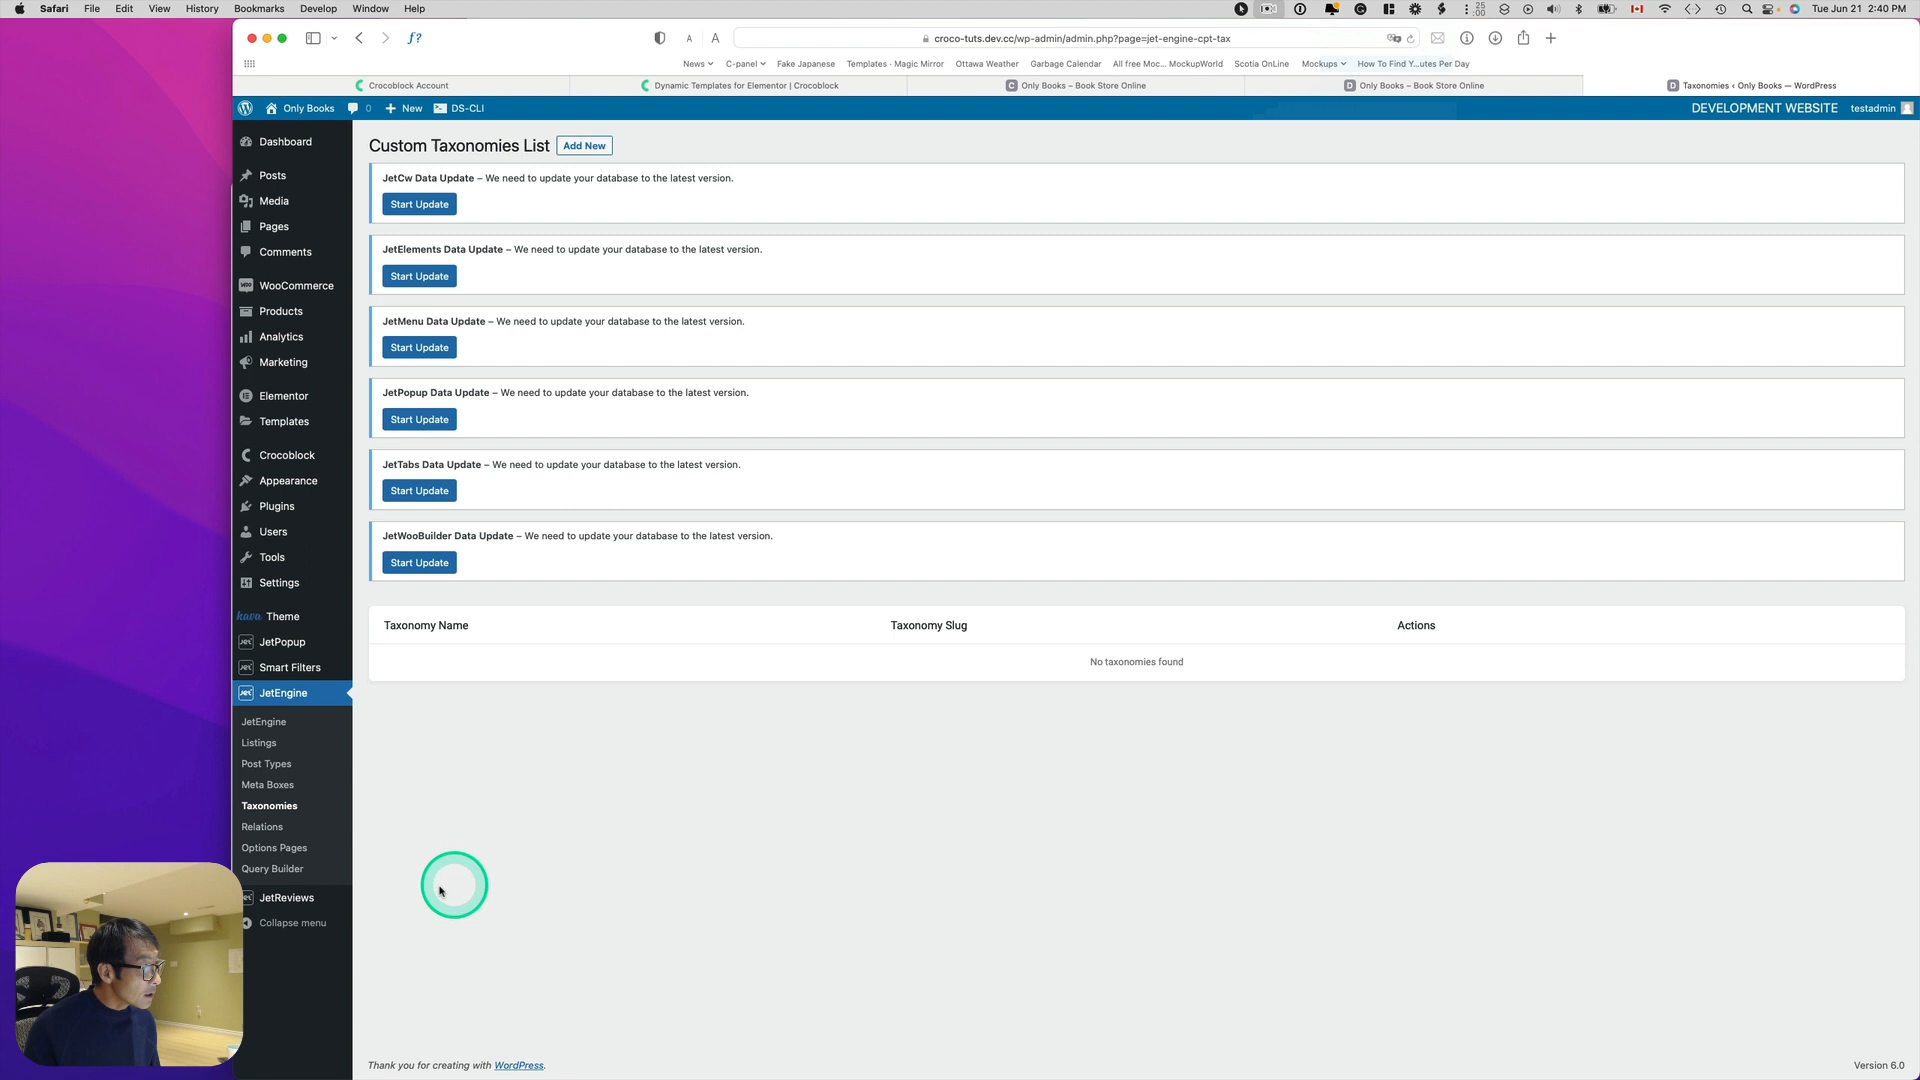 Safari File Edit View History Bookmarks Develop Window Help
25
:00
Tue Jun 21 2:40 PM
f?
A A
croco-tuts.dev.cc/wp-admin/admin.php?page=jet-engine-cpt-tax
News C-panel Fake Japanese Templates · Magic Mirror Ottawa Weather Garbage Calendar All free Moc... MockupWorld Scotia OnLine Mockups How To Find Y...utes Per Day
Crocoblock Account
Dynamic Templates for Elementor | Crocoblock
C Only Books – Book Store Online
D Only Books – Book Store Online
D Taxonomies ‹ Only Books — WordPress
Only Books 0 New DS-CLI
DEVELOPMENT WEBSITE testadmin
Dashboard
Posts
Media
Pages
Comments
WooCommerce
Products
Analytics
Marketing
Elementor
Templates
Crocoblock
Appearance
Plugins
Users
Tools
Settings
kava Theme
JetPopup
Smart Filters
JetEngine
JetEngine
Listings
Post Types
Meta Boxes
Taxonomies
Relations
Options Pages
Query Builder
JetReviews
Collapse menu
Custom Taxonomies List Add New
JetCw Data Update – We need to update your database to the latest version.
Start Update
JetElements Data Update – We need to update your database to the latest version.
Start Update
JetMenu Data Update – We need to update your database to the latest version.
Start Update
JetPopup Data Update – We need to update your database to the latest version.
Start Update
JetTabs Data Update – We need to update your database to the latest version.
Start Update
JetWooBuilder Data Update – We need to update your database to the latest version.
Start Update
Taxonomy Name Taxonomy Slug Actions
No taxonomies found
Thank you for creating with WordPress.
Version 6.0